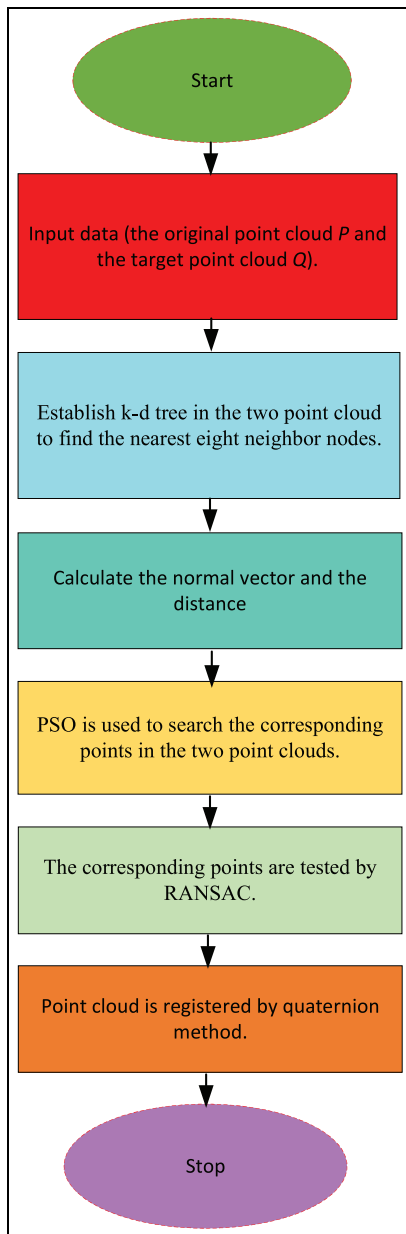 Start
Input data (the original point cloud P and
the target point cloud Q).
Establish k-d tree in the two point cloud
to find the nearest eight neighbor nodes.
Calculate the normal vector and the
distance
PSO is used to search the corresponding
points in the two point clouds.
The corresponding points are tested by
RANSAC.
Point cloud is registered by quaternion
method.
Stop